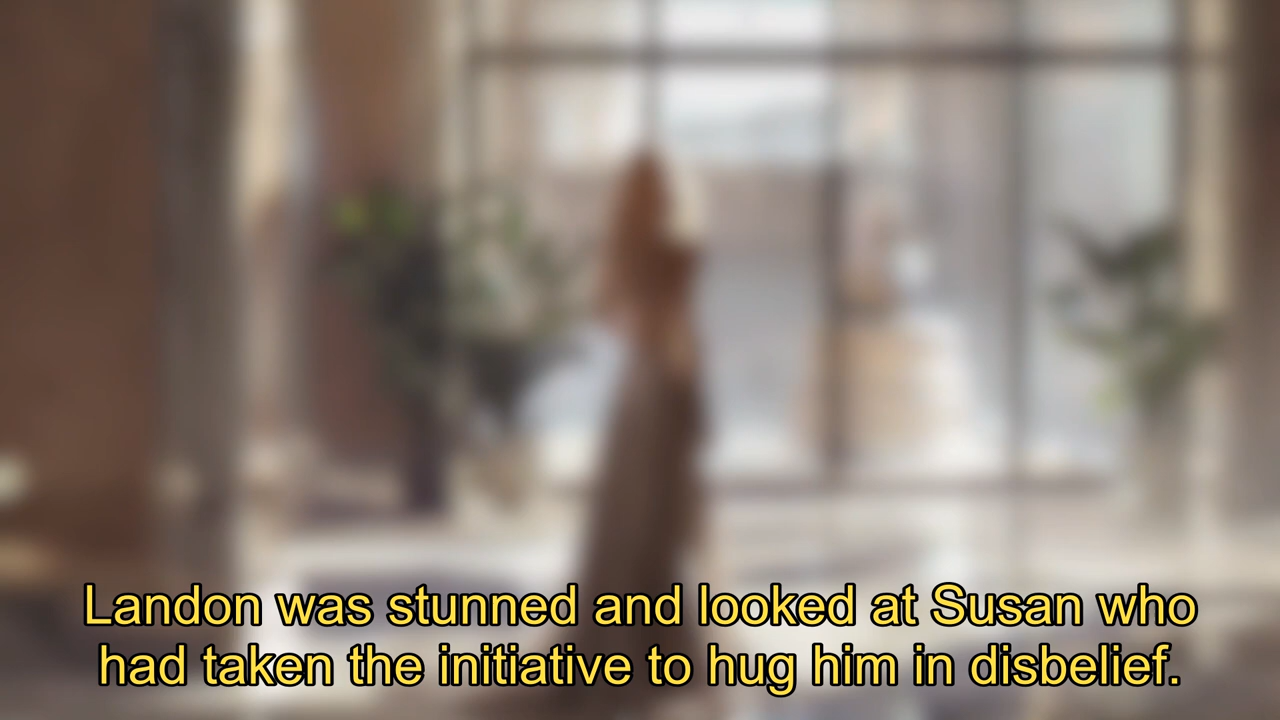 Landon was stunned and looked at Susan who
had taken the initiative to hug him in disbelief.